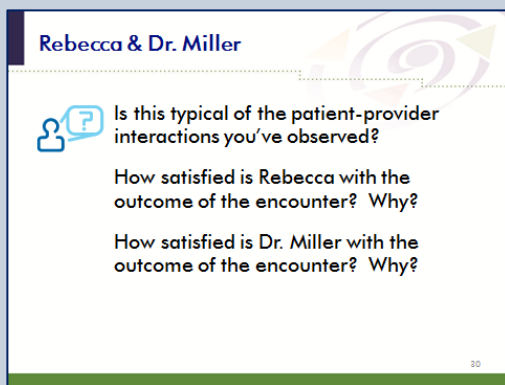 Rebecca & Dr. Miller
?
Is this typical of the patient-provider
interactions you've observed?
How satisfied is Rebecca with the
outcome of the encounter? Why?
How satisfied is Dr. Miller with the
outcome of the encounter? Why?
30